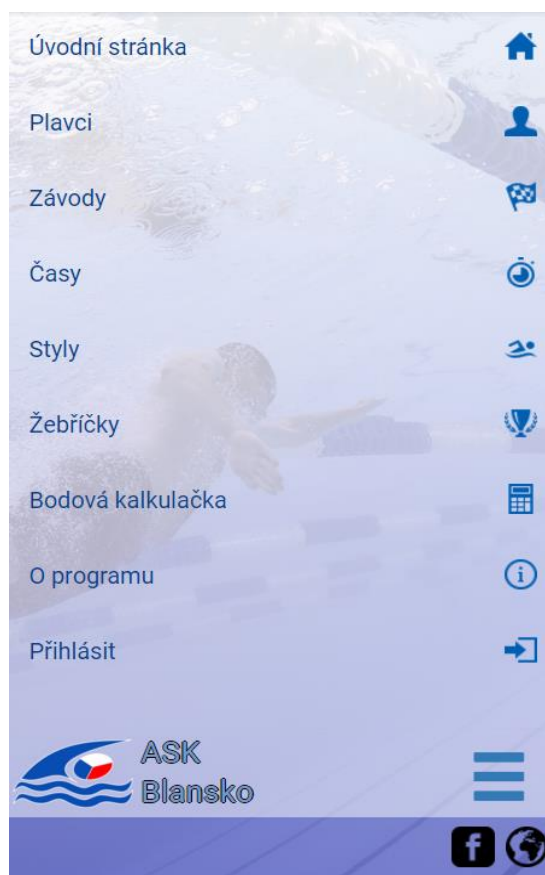 Úvodní stránka
Plavci
Závody
Časy
Styly
Žebříčky
Bodová kalkulačka
O programu
Přihlásit
ASK
Blansko